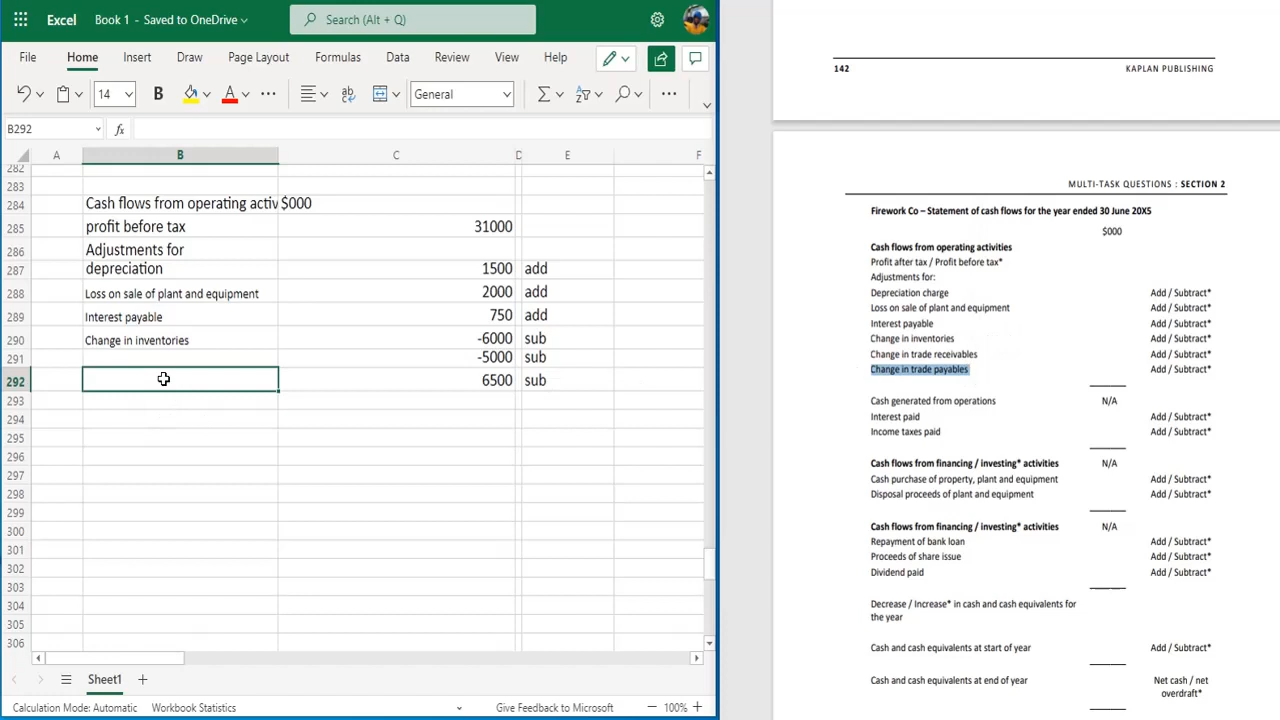 Excel Book 1 - Saved to OneDrive Search (Alt + Q)
File Home Insert Draw Page Layout Formulas Data Review View Help
14 B A ab General
B292 fx
A B C D E F
282
283
284 Cash flows from operating activ $000
285 profit before tax 31000
286 Adjustments for
287 depreciation 1500 add
288 Loss on sale of plant and equipment 2000 add
289 Interest payable 750 add
290 Change in inventories -6000 sub
291 -5000 sub
292 6500 sub
293
294
295
296
297
298
299
300
301
302
303
304
305
306
Sheet1
Calculation Mode: Automatic Workbook Statistics Give Feedback to Microsoft 100%
142 KAPLAN PUBLISHING
MULTI-TASK QUESTIONS : SECTION 2
Firework Co – Statement of cash flows for the year ended 30 June 20X5
$000
Cash flows from operating activities
Profit after tax / Profit before tax*
Adjustments for:
Depreciation charge Add / Subtract*
Loss on sale of plant and equipment Add / Subtract*
Interest payable Add / Subtract*
Change in inventories Add / Subtract*
Change in trade receivables Add / Subtract*
Change in trade payables Add / Subtract*
Cash generated from operations N/A
Interest paid Add / Subtract*
Income taxes paid Add / Subtract*
Cash flows from financing / investing* activities N/A
Cash purchase of property, plant and equipment Add / Subtract*
Disposal proceeds of plant and equipment Add / Subtract*
Cash flows from financing / investing* activities N/A
Repayment of bank loan Add / Subtract*
Proceeds of share issue Add / Subtract*
Dividend paid Add / Subtract*
Decrease / Increase* in cash and cash equivalents for
the year
Cash and cash equivalents at start of year Add / Subtract*
Cash and cash equivalents at end of year Net cash / net
overdraft*